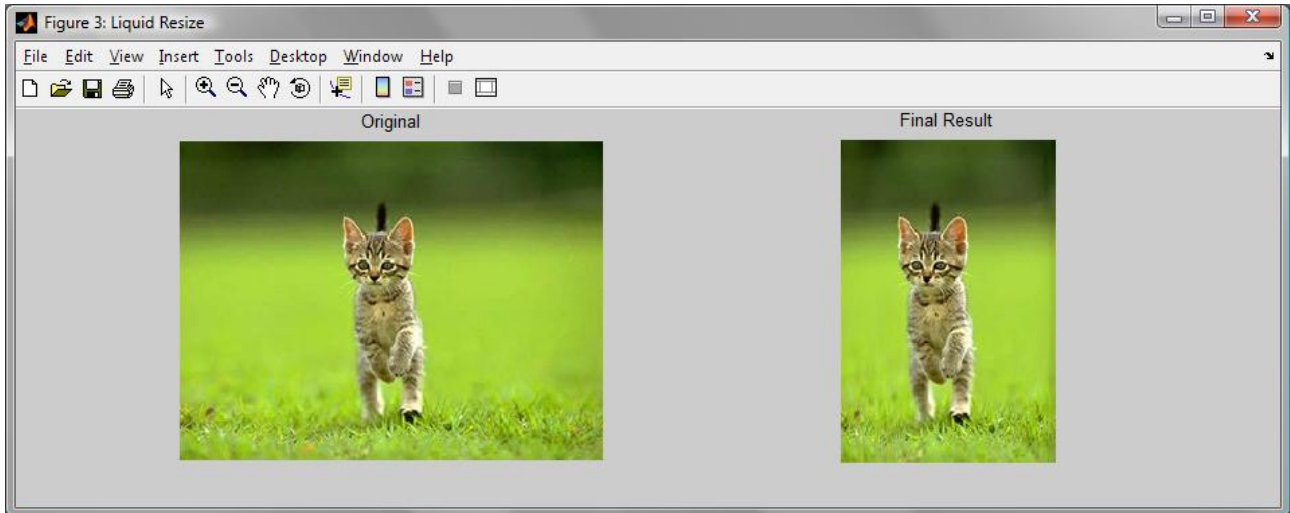 Figure 3: Liquid Resize
File Edit View Insert Tools Desktop Window Help
Original
Final Result